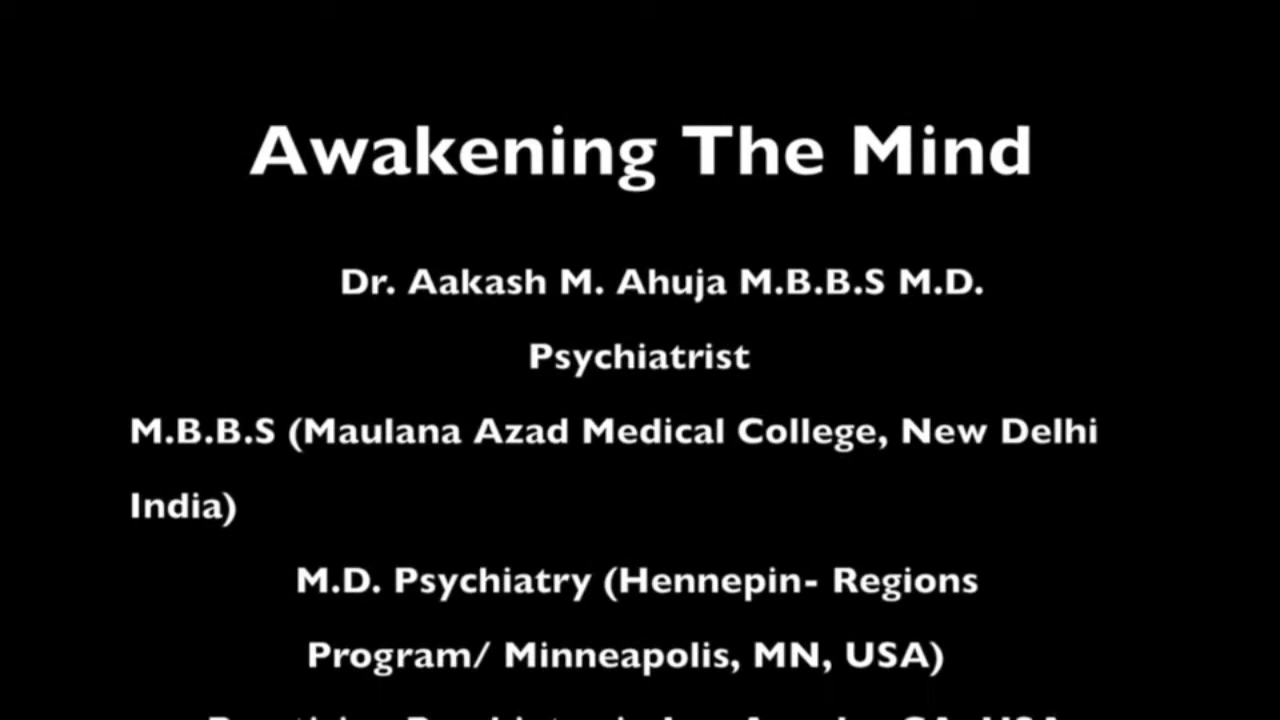 Awakening The Mind
Dr. Aakash M. Ahuja M.B.B.S M.D.
Psychiatrist
M.B.B.S (Maulana Azad Medical College, New Delhi
India)
M.D. Psychiatry (Hennepin- Regions
Program/ Minneapolis, MN, USA)